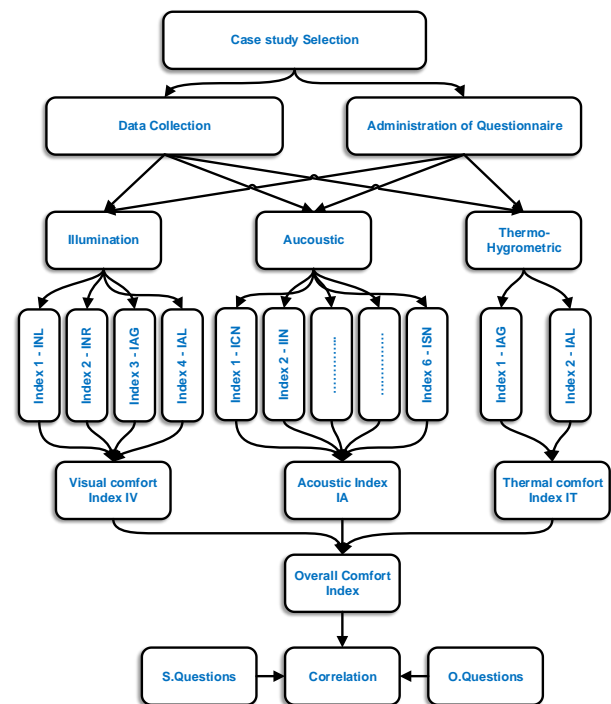 Case study Selection
Data Collection
Administration of Questionnaire
Illumination
Aucoustic
Thermo-
Hygrometric
Index 1 - INL
Index 2 - INR
Index 3 - IAG
Index 4 - IAL
Index 1 - ICN
Index 2 - IIN
..............
................
Index 6 - ISN
Index 1 - IAG
Index 2 - IAL
Visual comfort
Index IV
Acoustic Index
IA
Thermal comfort
Index IT
Overall Comfort
Index
S.Questions
Correlation
O.Questions